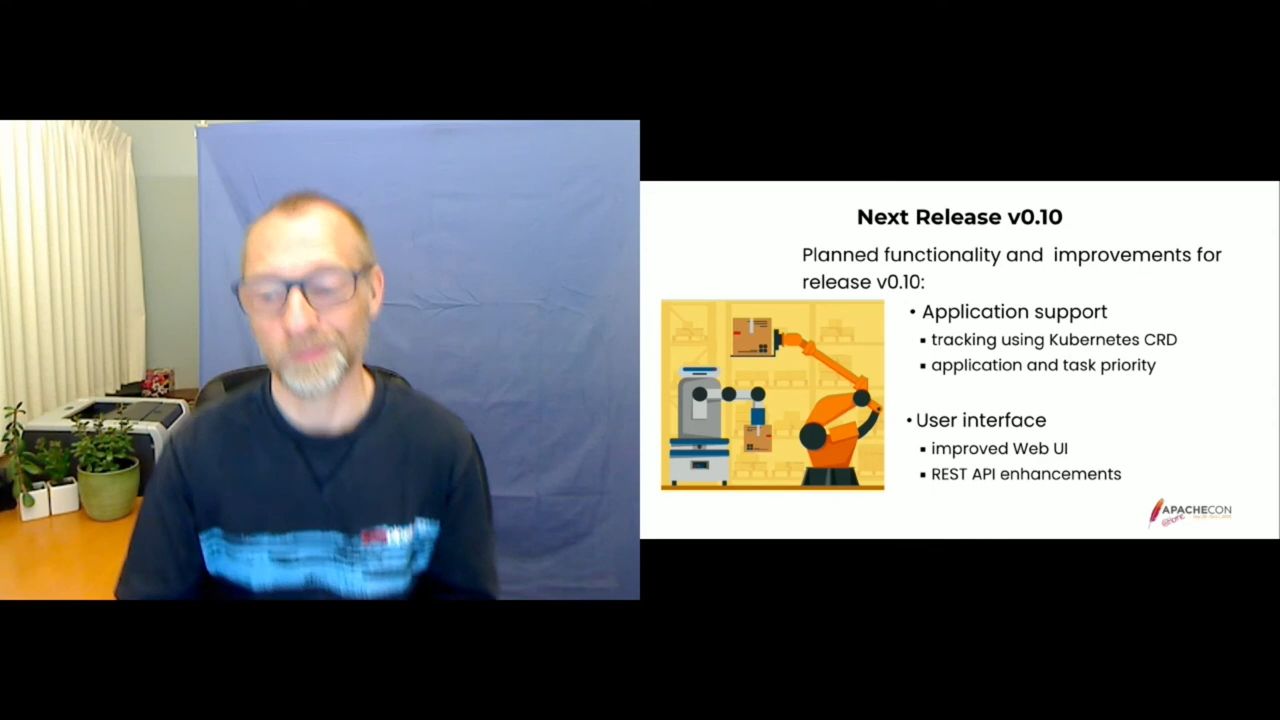 Next Release v0.10
Planned functionality and improvements for
release v0.10:
• Application support
▪ tracking using Kubernetes CRD
▪ application and task priority
• User interface
▪ improved Web UI
▪ REST API enhancements
APACHECON
@Home